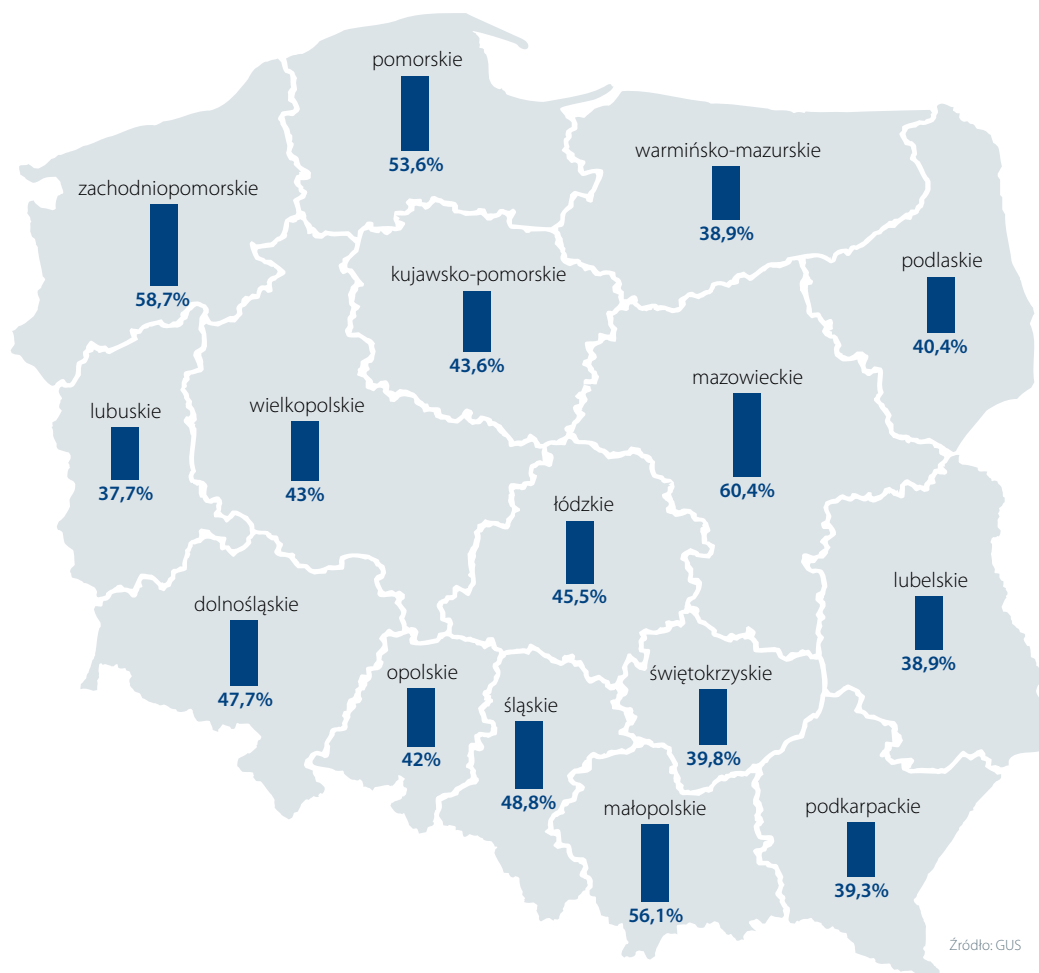 pomorskie
53,6%
warmińsko-mazurskie
38,9%
zachodniopomorskie
58,7%
podlaskie
40,4%
kujawsko-pomorskie
43,6%
mazowieckie
60,4%
lubuskie
37,7%
wielkopolskie
43%
łódzkie
45,5%
lubelskie
38,9%
dolnośląskie
47,7%
opolskie
42%
śląskie
48,8%
świętokrzyskie
39,8%
małopolskie
56,1%
podkarpackie
39,3%
Źródło: GUS